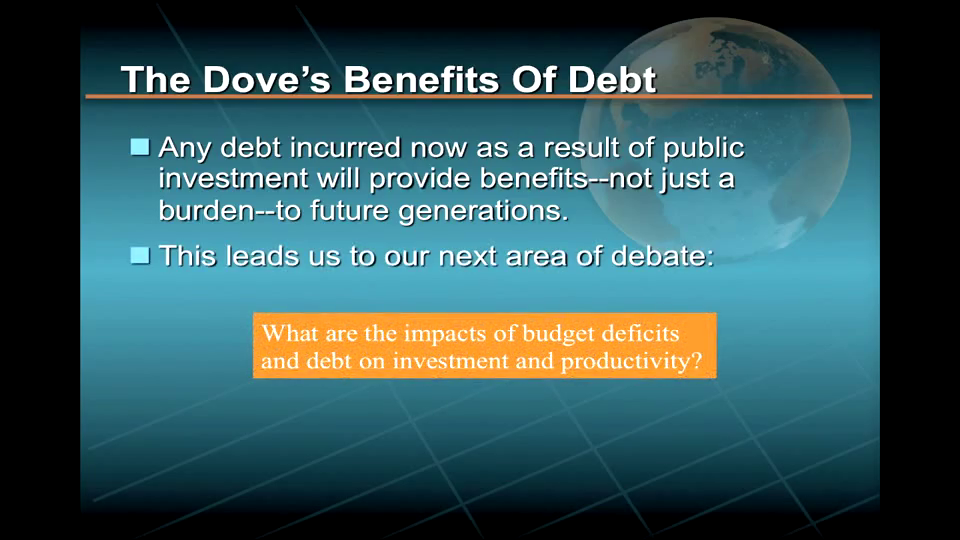 The Dove's Benefits Of Debt
Any debt incurred now as a result of public
investment will provide benefits--not just a
burden--to future generations.
This leads us to our next area of debate:
What are the impacts of budget deficits
and debt on investment and productivity?